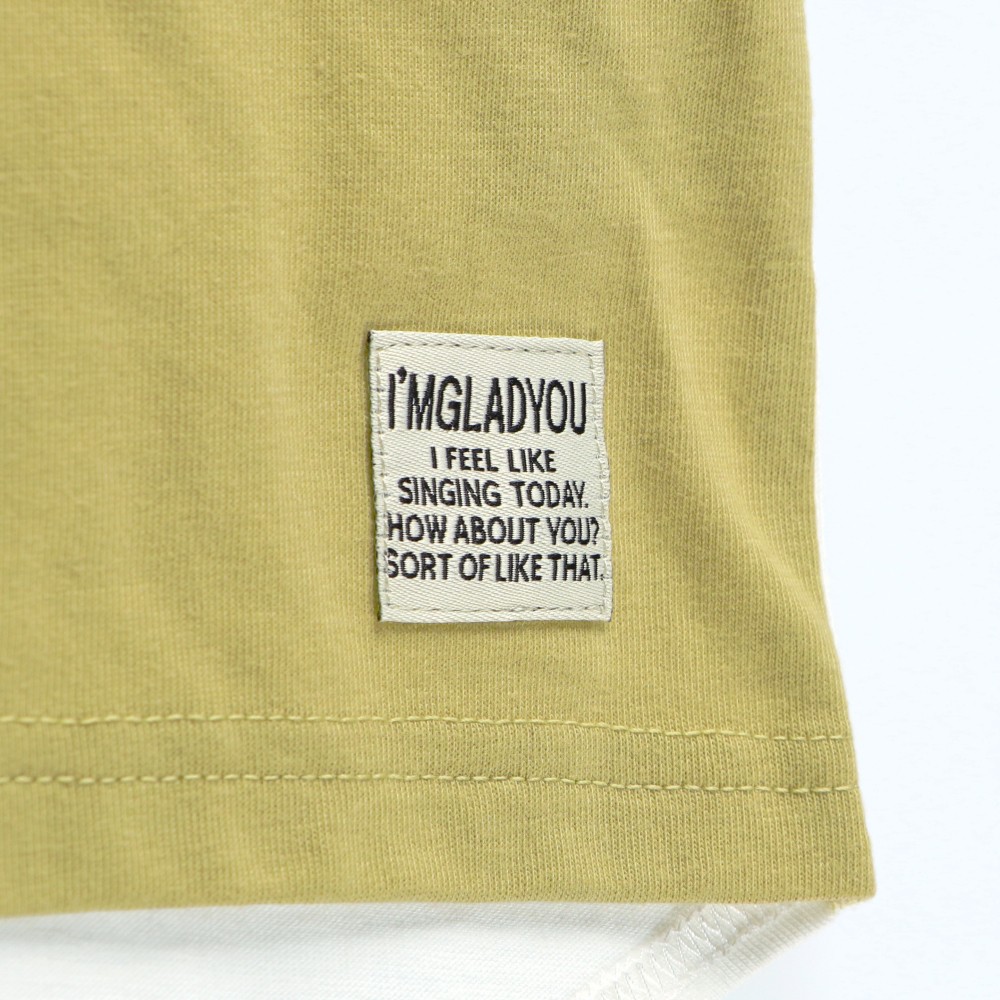 I'MGLADYOU
I FEEL LIKE
SINGING TODAY.
HOW ABOUT YOU?
SORT OF LIKE THAT.